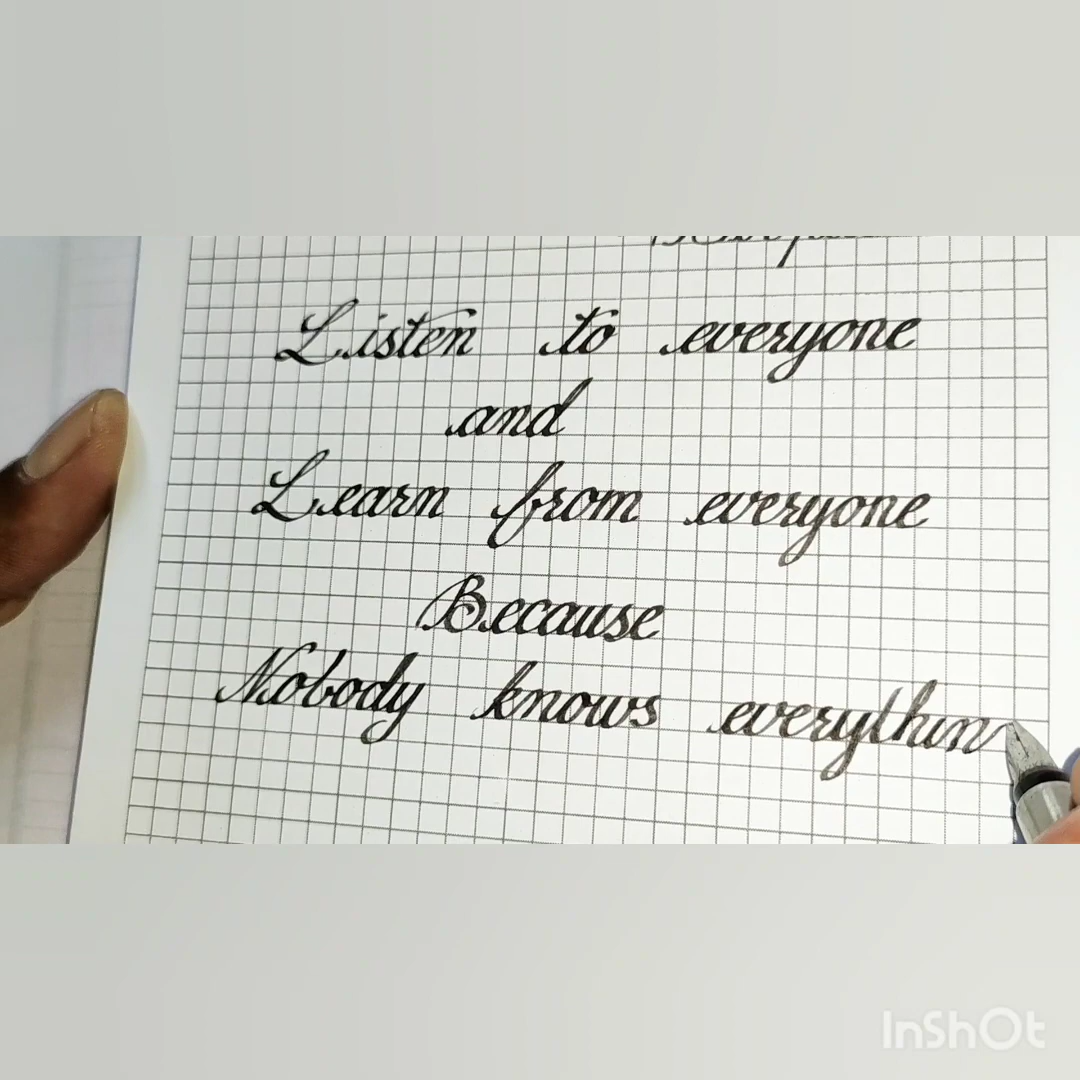 Listen to everyone
and
Learn from everyone
Because
Nobody knows everythin
InShOt